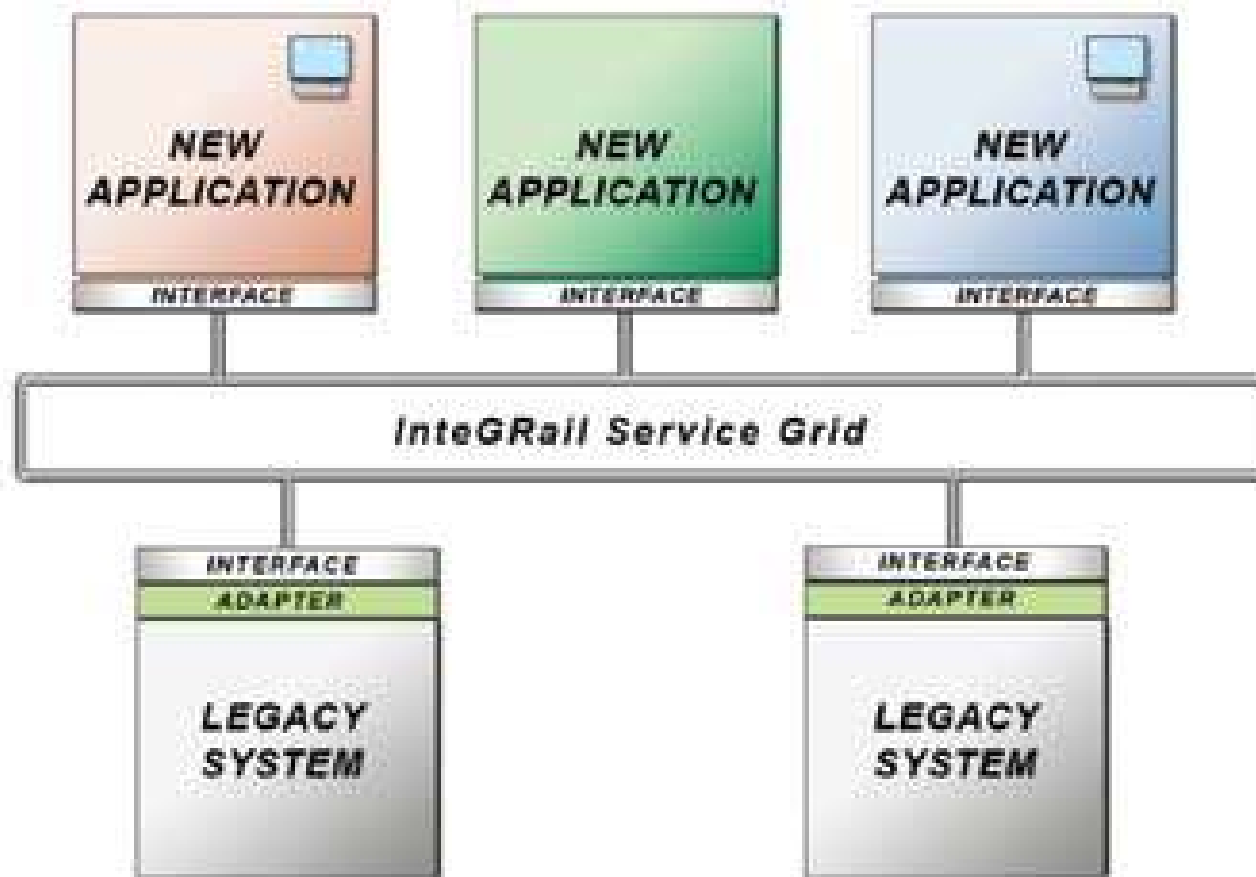 NEW
APPLICATION
INTERFACE
NEW
APPLICATION
INTERFACE
NEW
APPLICATION
INTERFACE
InteGRail Service Grid
INTERFACE
ADAPTER
LEGACY
SYSTEM
INTERFACE
ADAPTER
LEGACY
SYSTEM